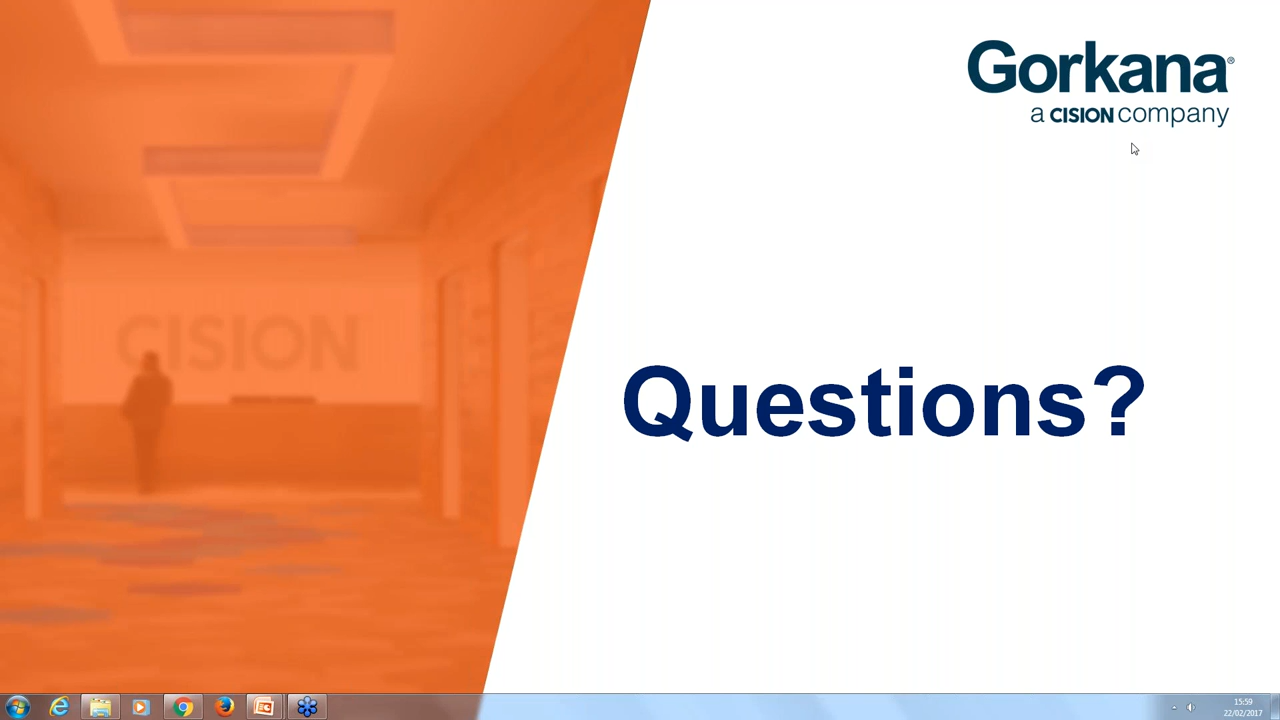 Gorkana®
a CISION company
CISION
Questions?
15:59
22/02/2017